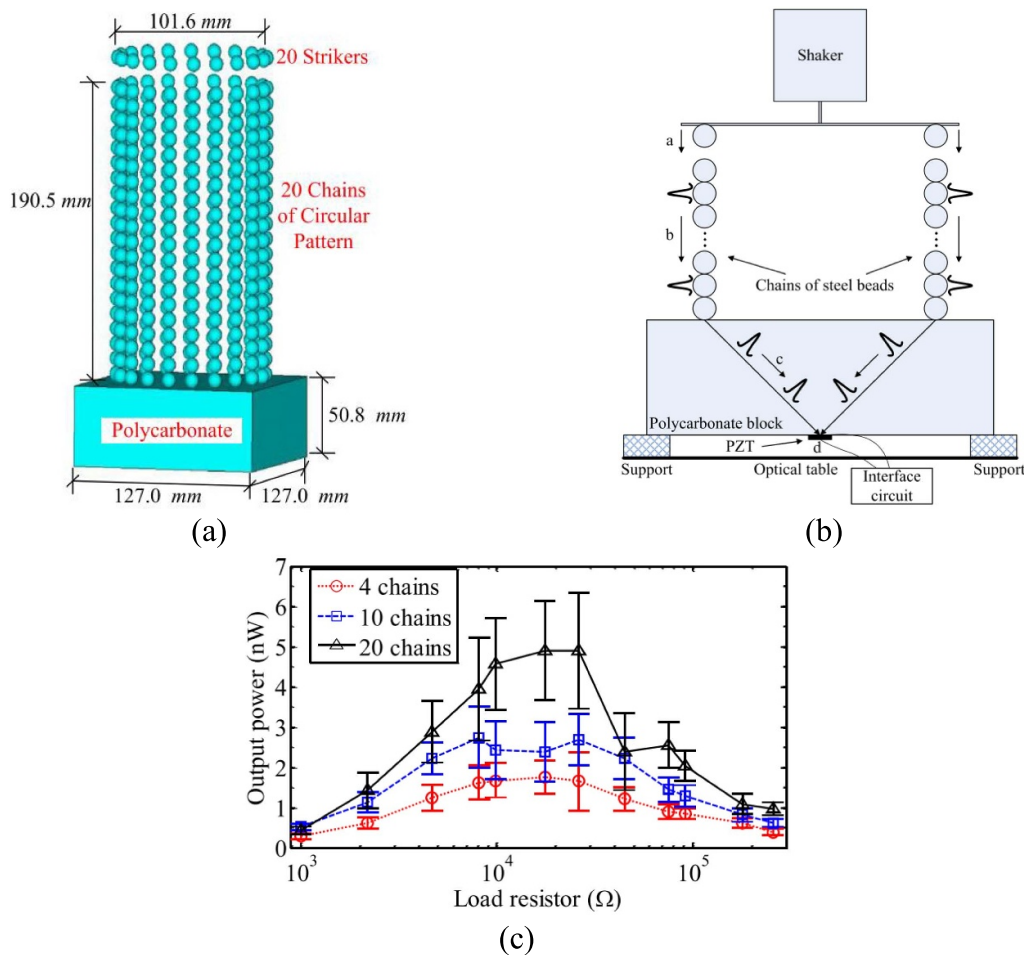 101.6 mm
20 Strikers
190.5 mm
20 Chains
of Circular
Pattern
Polycarbonate
50.8 mm
127.0 mm
127.0 mm
(a)
Shaker
a
b
Chains of steel beads
c
Polycarbonate block
PZT
d
Support
Optical table
Support
Interface
circuit
(b)
4 chains
10 chains
20 chains
Output power (nW)
7
6
5
4
3
2
1
0
10³
10⁴
10⁵
Load resistor (Ω)
(c)